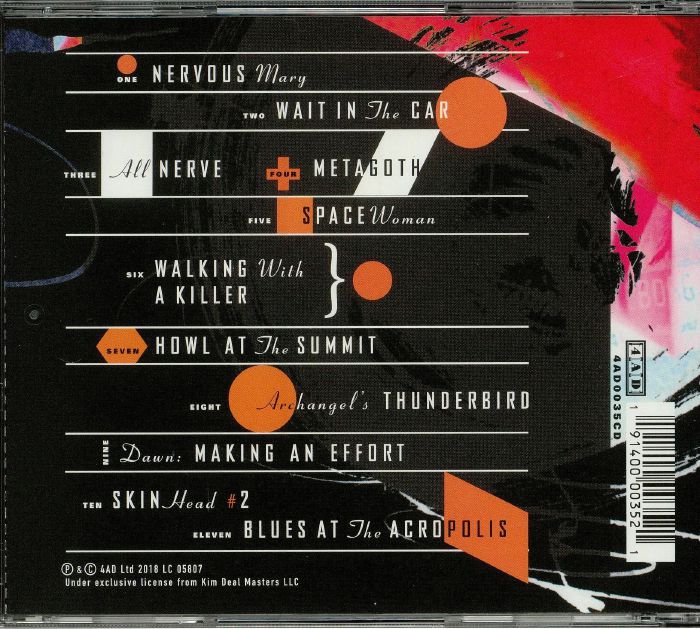 ONE NERVOUS Mary
TWO WAIT IN The CAR
THREE All NERVE
FOUR METAGOTH
FIVE SPACE Woman
SIX WALKING With
A KILLER
SEVEN HOWL AT The SUMMIT
EIGHT Archangel's THUNDERBIRD
NINE Dawn: MAKING AN EFFORT
TEN SKINHead #2
ELEVEN BLUES AT The ACROPOLIS
Ⓟ & © 4AD Ltd 2018 LC 05807
Under exclusive license from Kim Deal Masters LLC
4AD
4AD0035CD
1 91400 00352 1